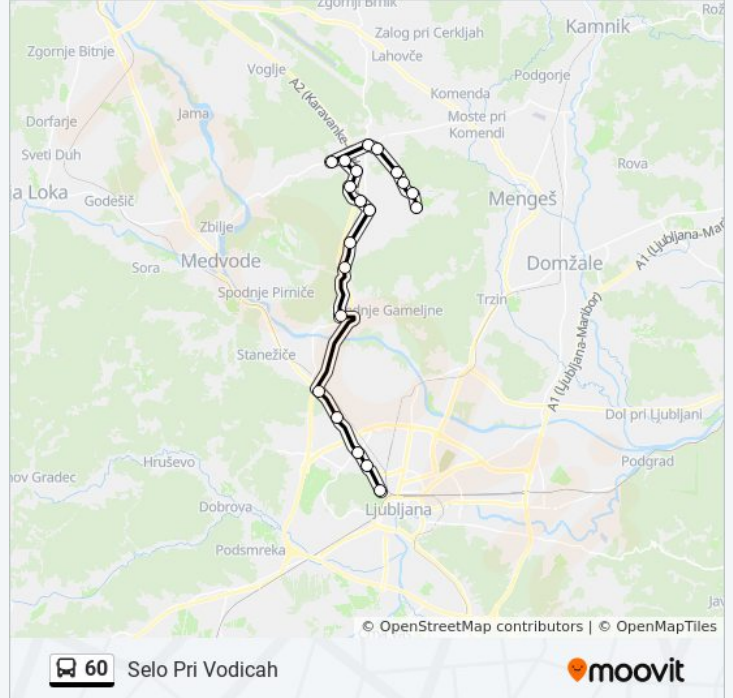 Zgornji Brnik
Kamnik
Zalog pri Cerkljah
Zgornje Bitnje
Lahovče
Voglje
Podgorje
A2 (Karavanke
Komenda
Jama
Moste pri
Komendi
Dorfarje
Sveti Duh
Rova
a Loka
Godešič
Mengeš
Zbilje
A1 (Ljubljana-Mari
Medvode
Domžale
Sora
Spodnje Pirniče
Trzin
dnje Gameljne
A1 (Ljubljana-Maribor)
Stanežiče
Dol pri Ljubljani
Hruševo
Podgrad
nov Gradec
Dobrova
Ljubljana
Podsmreka
Jav
© OpenStreetMap contributors | © OpenMapTiles
60 Selo Pri Vodicah
moovit